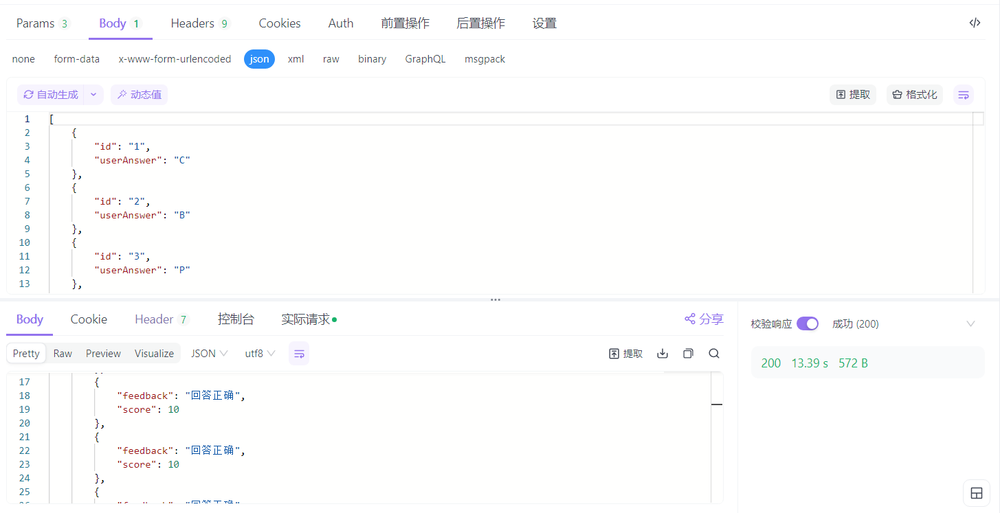 Params 3 Body 1 Headers 9 Cookies Auth 前置操作 后置操作 设置
none form-data x-www-form-urlencoded json xml raw binary GraphQL msgpack
自动生成 动态值 提取 格式化
1 [
2 {
3 "id": "1",
4 "userAnswer": "C"
5 },
6 {
7 "id": "2",
8 "userAnswer": "B"
9 },
10 {
11 "id": "3",
12 "userAnswer": "P"
13 },
Body Cookie Header 7 控制台 实际请求 分享 校验响应 成功 (200)
Pretty Raw Preview Visualize JSON utf8 提取
200 13.39 s 572 B
17 {
18 "feedback": "回答正确",
19 "score": 10
20 },
21 {
22 "feedback": "回答正确",
23 "score": 10
24 },
25 {